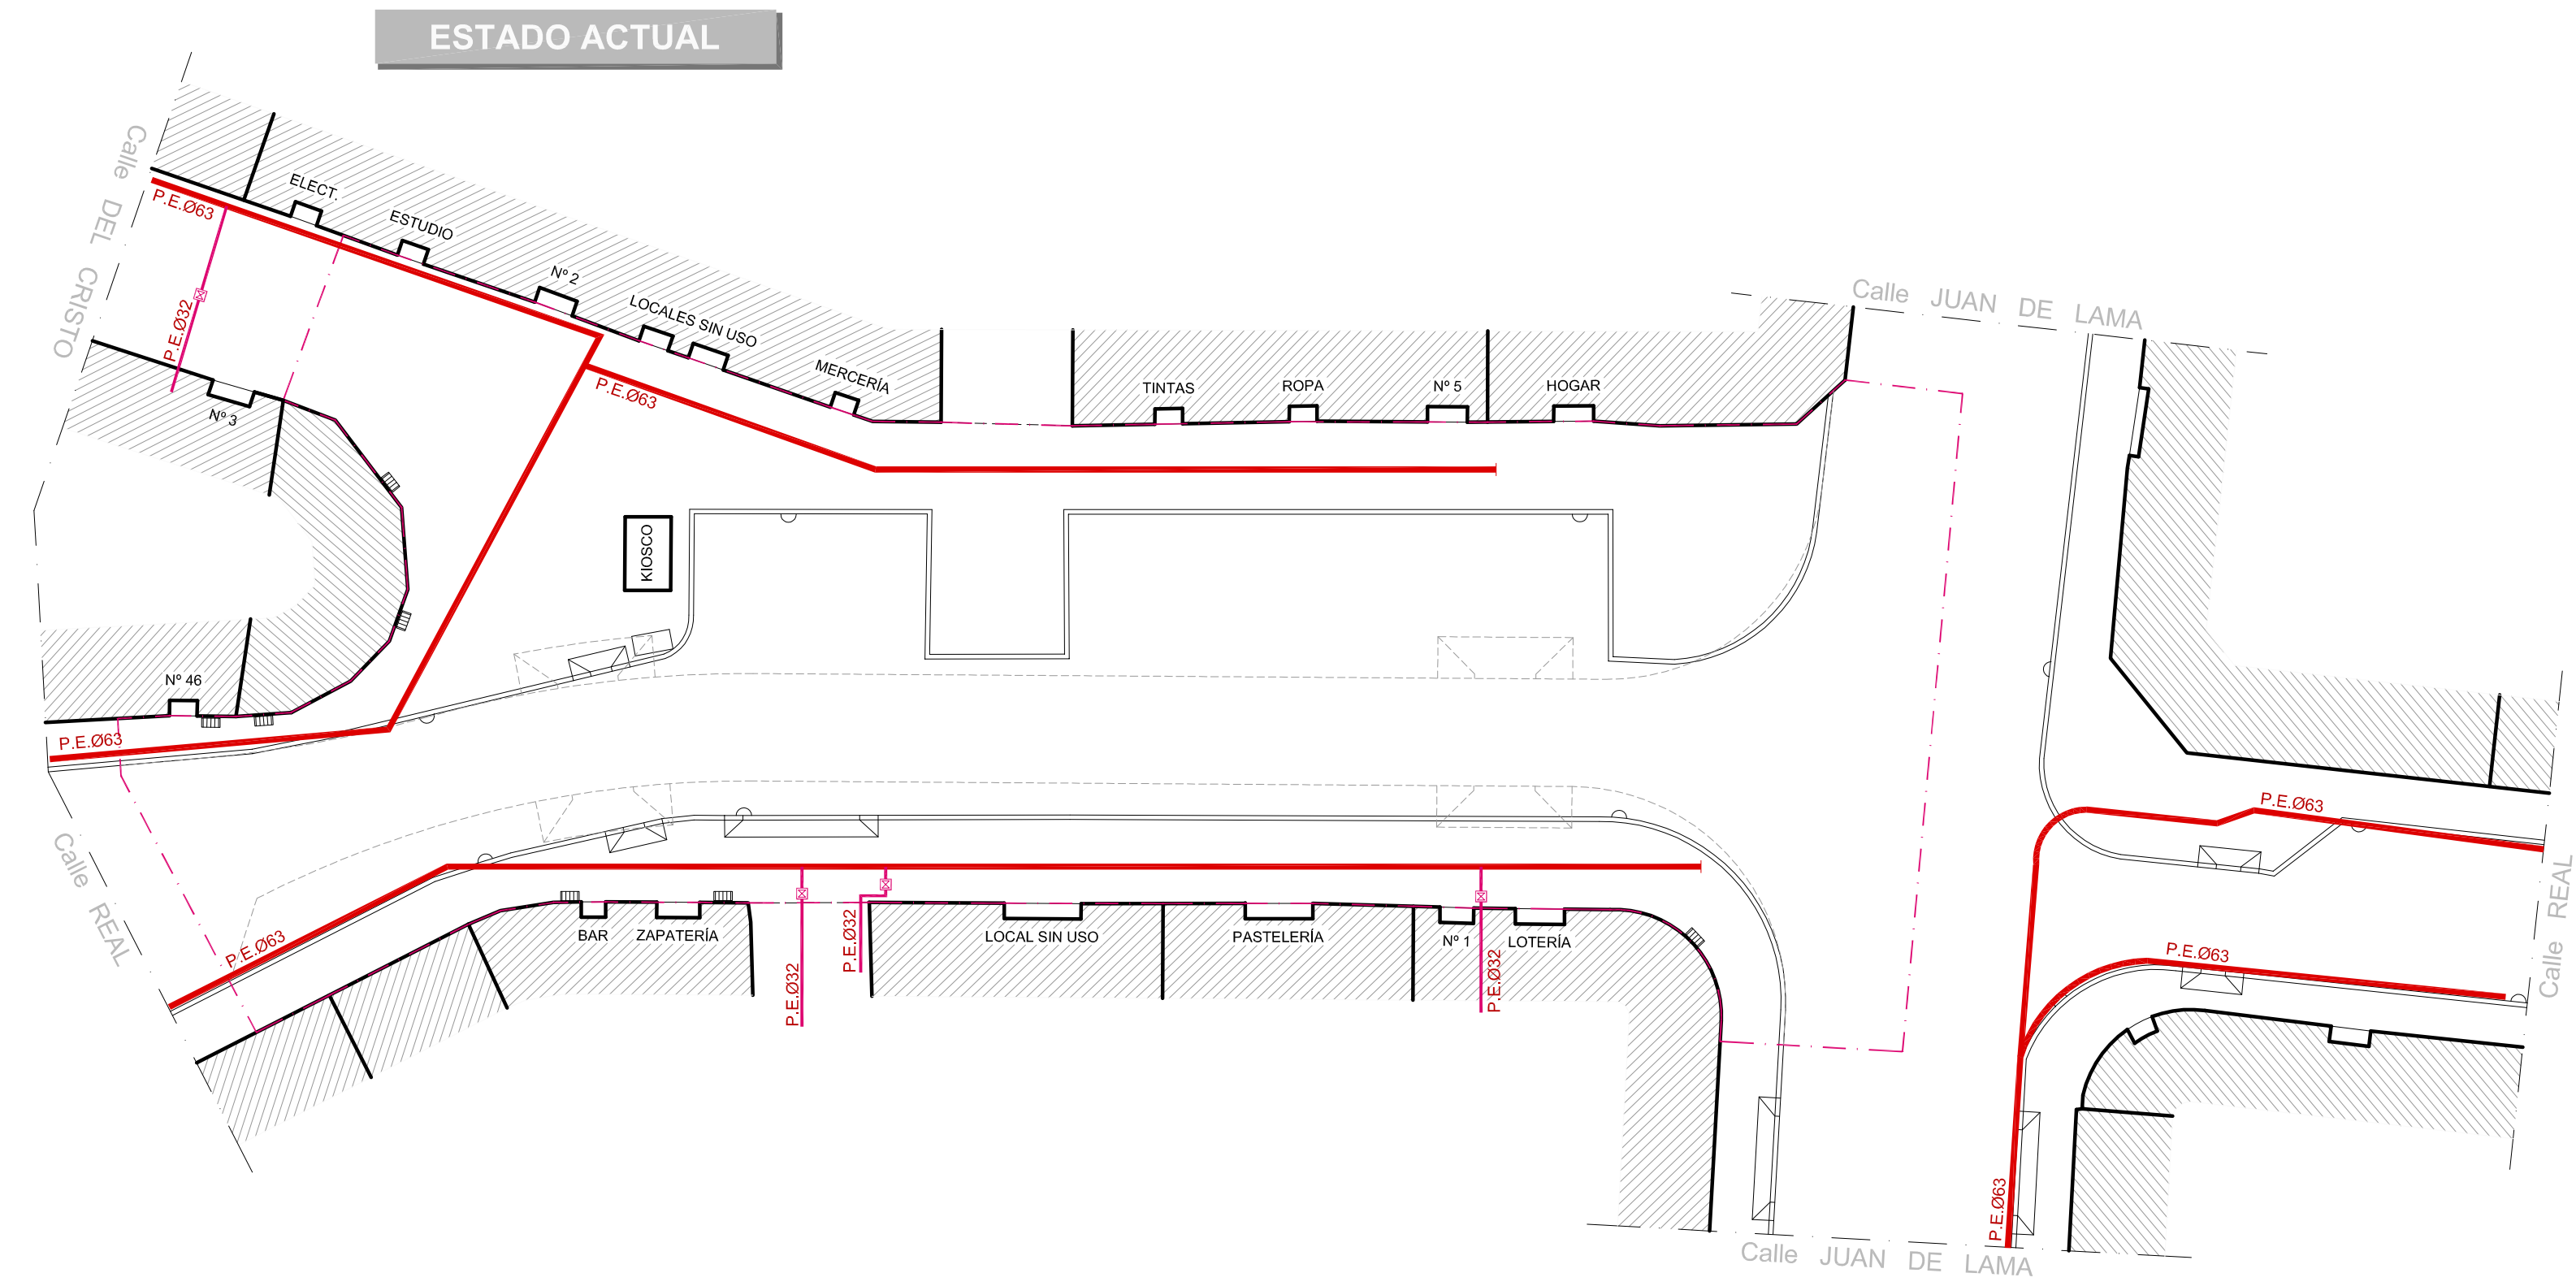 ESTADO ACTUAL
Calle DEL CRISTO
P.E.Ø63
ELECT.
ESTUDIO
Nº 2
LOCALES SIN USO
MERCERÍA
P.E.Ø32
Nº 3
P.E.Ø63
TINTAS
ROPA
Nº 5
HOGAR
Calle JUAN DE LAMA
KIOSCO
Nº 46
P.E.Ø63
Calle REAL
P.E.Ø63
BAR
ZAPATERÍA
P.E.Ø32
P.E.Ø32
LOCAL SIN USO
PASTELERÍA
Nº 1
LOTERÍA
P.E.Ø32
P.E.Ø63
P.E.Ø63
Calle REAL
P.E.Ø63
Calle JUAN DE LAMA